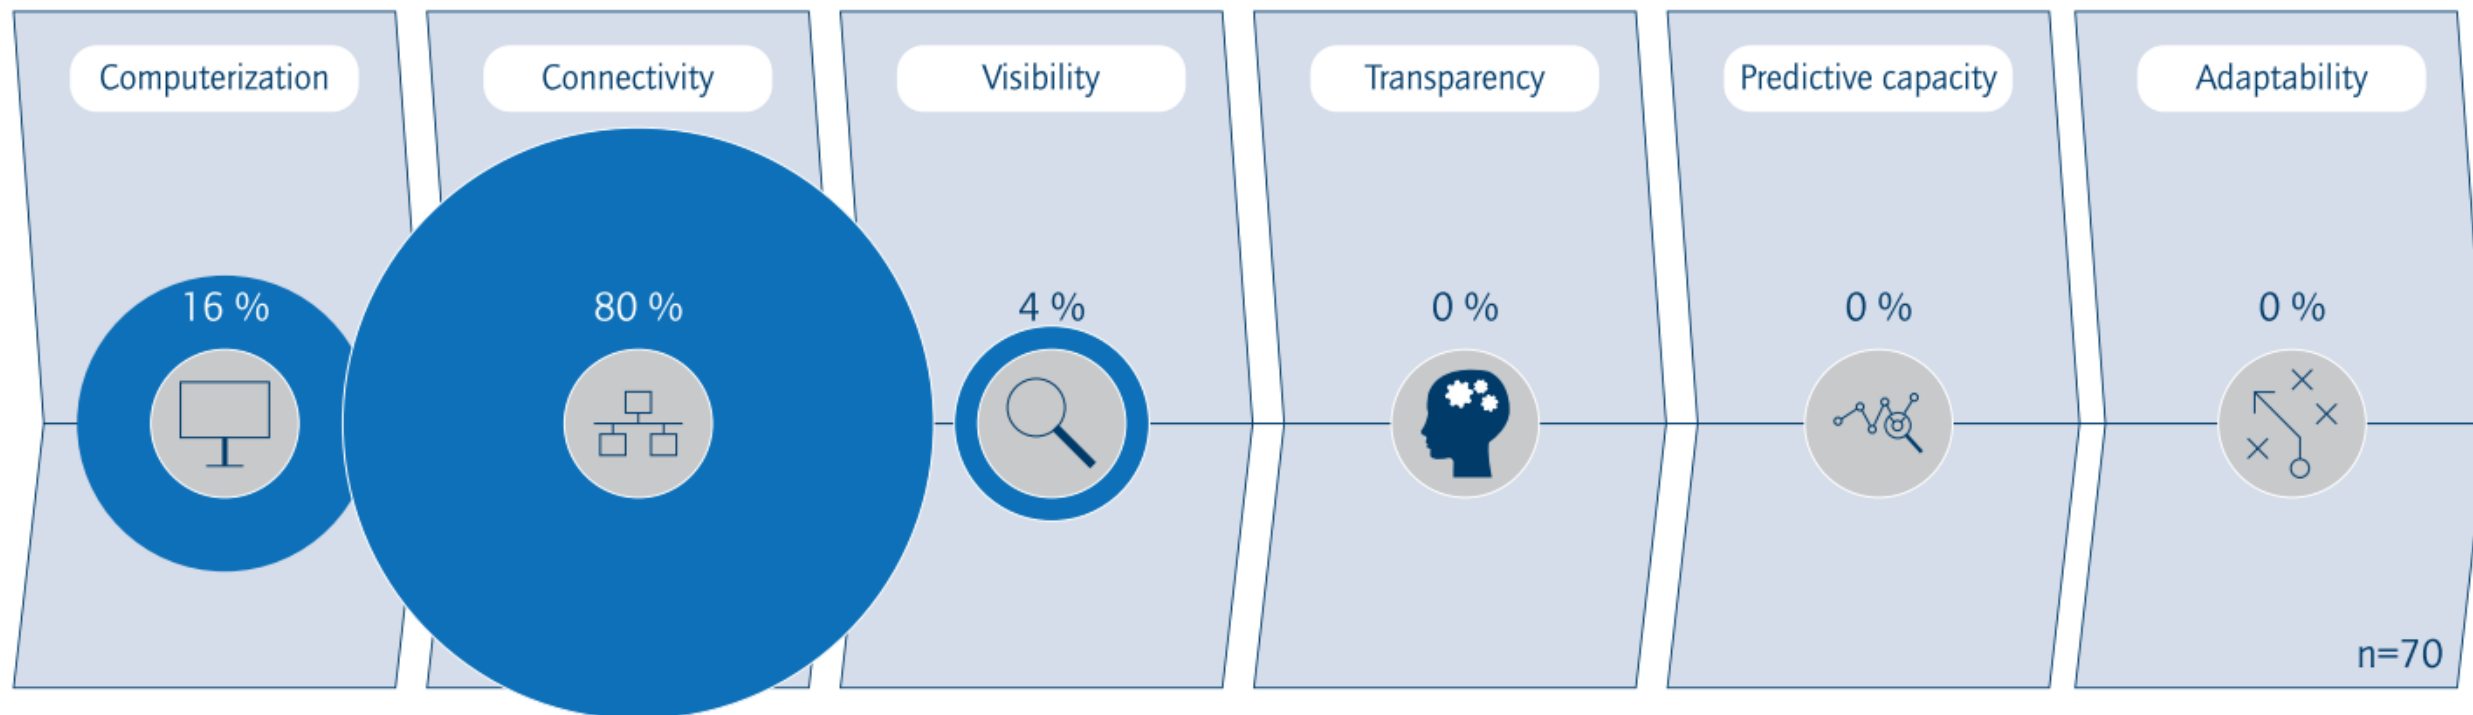 Computerization
Connectivity
Visibility
Transparency
Predictive capacity
Adaptability
16 %
80 %
4 %
0 %
0 %
0 %
n=70